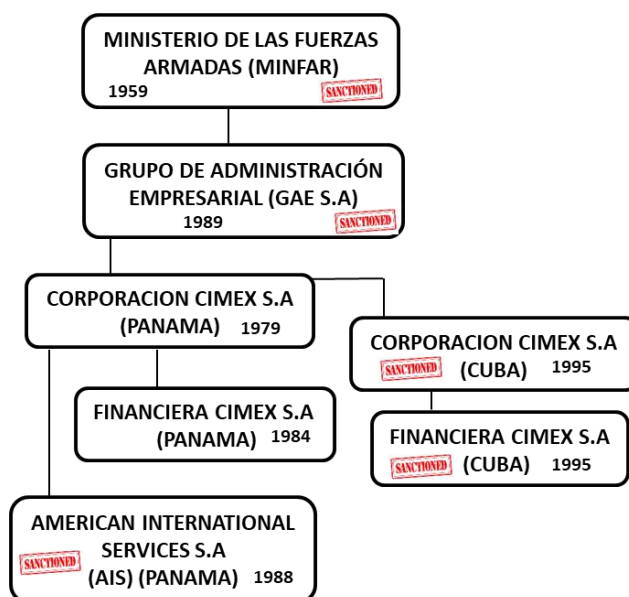 MINISTERIO DE LAS FUERZAS
ARMADAS (MINFAR)
1959 SANCTIONED
GRUPO DE ADMINISTRACIÓN
EMPRESARIAL (GAE S.A)
1989 SANCTIONED
CORPORACION CIMEX S.A
(PANAMA) 1979
CORPORACION CIMEX S.A
SANCTIONED (CUBA) 1995
FINANCIERA CIMEX S.A
(PANAMA) 1984
FINANCIERA CIMEX S.A
SANCTIONED (CUBA) 1995
AMERICAN INTERNATIONAL
SERVICES S.A
SANCTIONED
(AIS) (PANAMA) 1988